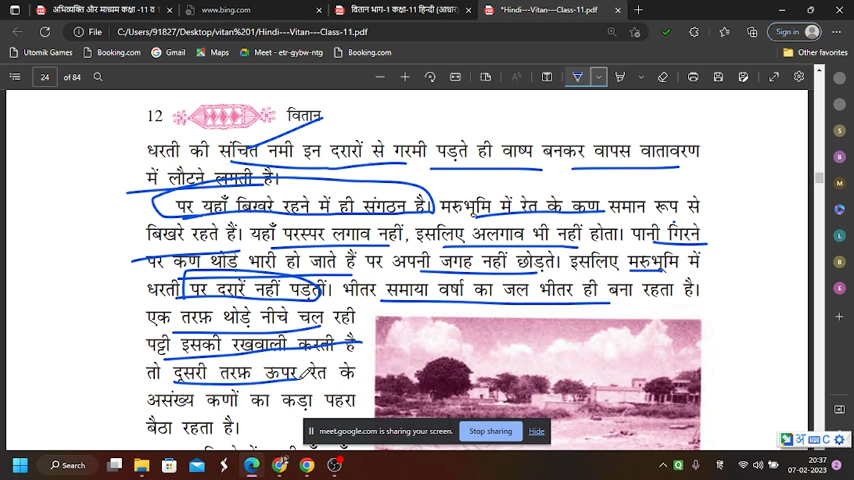 अभिव्यक्ति और माध्यम कक्षा -11 व 1
www.bing.com
वितान भाग-1 कक्षा-11 हिन्दी (आधार)
*Hindi---Vitan---Class-11.pdf
File
C:/Users/91827/Desktop/vitan%201/Hindi---Vitan---Class-11.pdf
Sign in
Utomik Games
Booking.com
Gmail
Maps
Meet - etr-gybw-ntg
Booking.com
Other favorites
24 of 84
12 वितान
धरती की संचित नमी इन दरारों से गरमी पड़ते ही वाष्प बनकर वापस वातावरण
में लौटने लगती है।
पर यहाँ बिखरे रहने में ही संगठन है। मरुभूमि में रेत के कण समान रूप से
बिखरे रहते हैं। यहाँ परस्पर लगाव नहीं, इसलिए अलगाव भी नहीं होता। पानी गिरने
पर कण थोड़े भारी हो जाते हैं पर अपनी जगह नहीं छोड़ते। इसलिए मरुभूमि में
धरती पर दरारें नहीं पड़तीं। भीतर समाया वर्षा का जल भीतर ही बना रहता है।
एक तरफ़ थोड़े नीचे चल रही
पट्टी इसकी रखवाली करती है
तो दूसरी तरफ़ ऊपर रेत के
असंख्य कणों का कड़ा पहरा
बैठा रहता है।
meet.google.com is sharing your screen.
Stop sharing
Hide
Search
20:37
07-02-2023